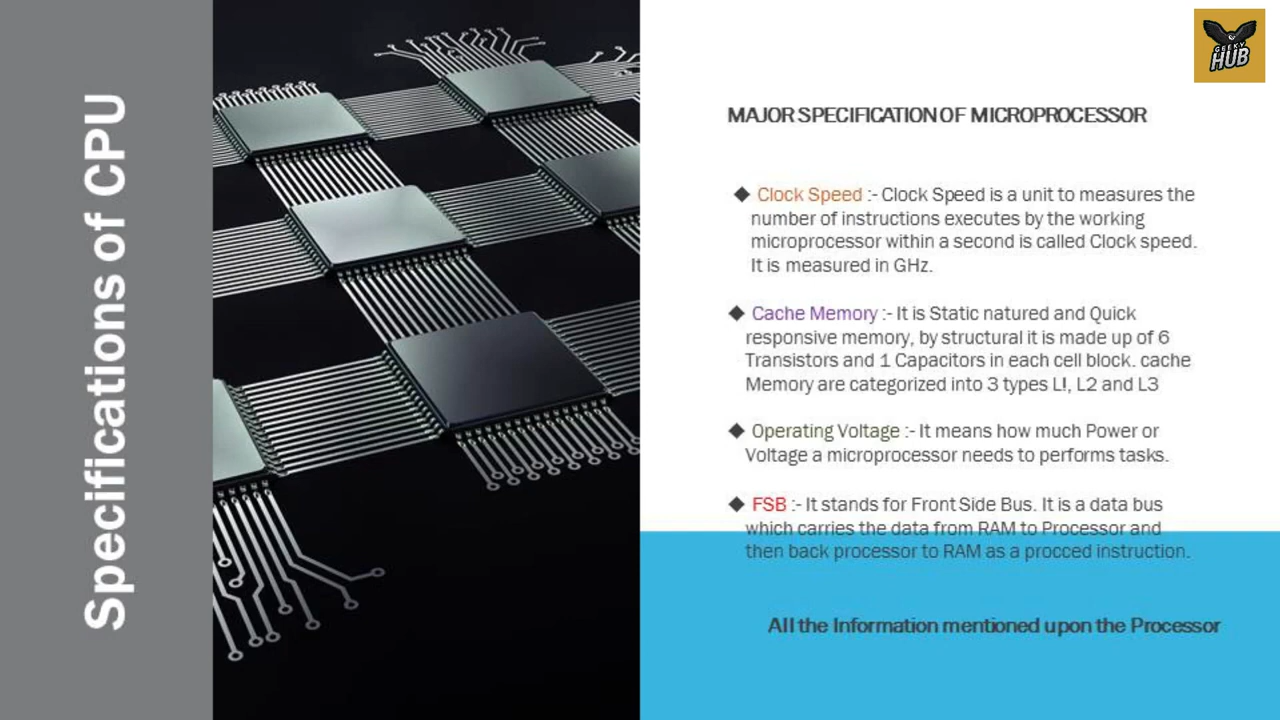 Specifications of CPU
GEEKY
HUB
MAJOR SPECIFICATION OF MICROPROCESSOR
◆ Clock Speed :- Clock Speed is a unit to measures the
number of instructions executes by the working
microprocessor within a second is called Clock speed.
It is measured in GHz.
◆ Cache Memory :- It is Static natured and Quick
responsive memory, by structural it is made up of 6
Transistors and 1 Capacitors in each cell block. cache
Memory are categorized into 3 types L!, L2 and L3
◆ Operating Voltage :- It means how much Power or
Voltage a microprocessor needs to performs tasks.
◆ FSB :- It stands for Front Side Bus. It is a data bus
which carries the data from RAM to Processor and
then back processor to RAM as a procced instruction.
All the Information mentioned upon the Processor